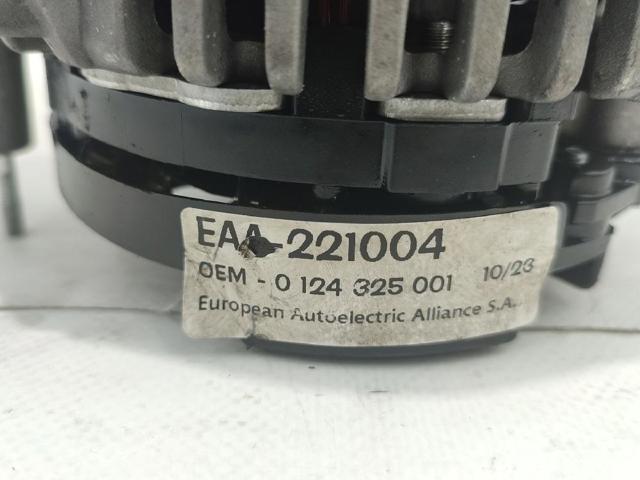 EAA-221004
OEM - 0 124 325 001 10/23
European Autoelectric Alliance S.A.